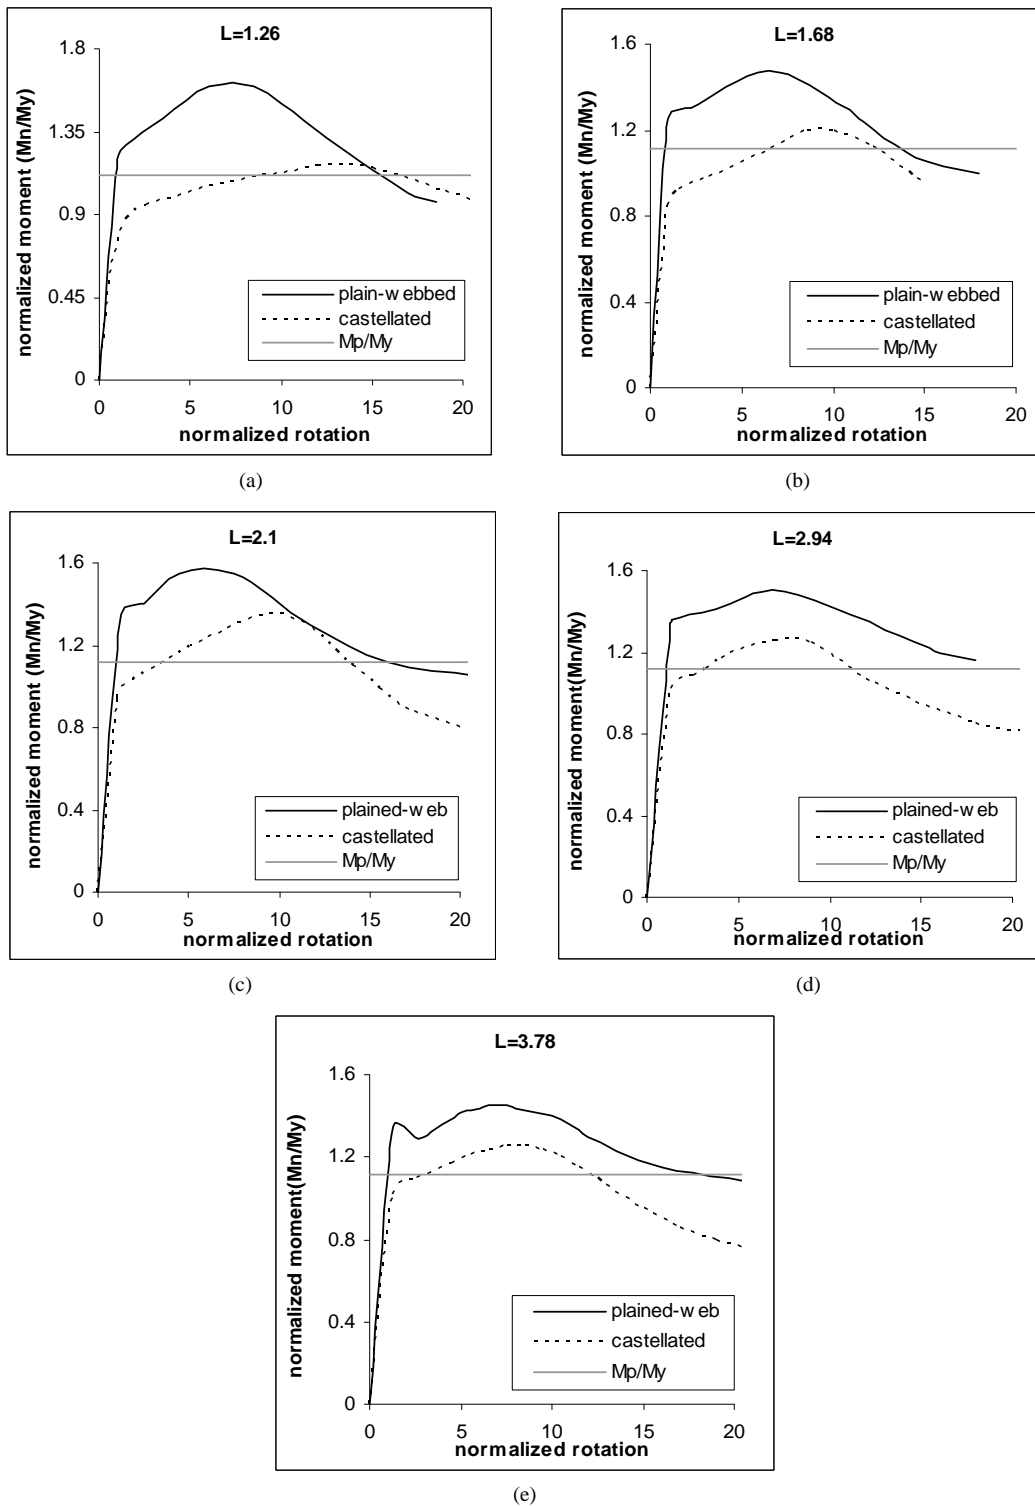 L=1.26
normalized moment (Mn/My)
1.8
1.35
0.9
0.45
0
plain-webbed
castellated
Mp/My
0 5 10 15 20
normalized rotation
(a)
L=1.68
normalized moment (Mn/My)
1.6
1.2
0.8
0.4
0
plain-webbed
castellated
Mp/My
0 5 10 15 20
normalized rotation
(b)
L=2.1
normalized moment (Mn/My)
1.6
1.2
0.8
0.4
0
plained-web
castellated
Mp/My
0 5 10 15 20
normalized rotation
(c)
L=2.94
normalized moment(Mn/My)
1.6
1.2
0.8
0.4
0
plained-web
castellated
Mp/My
0 5 10 15 20
normalized rotation
(d)
L=3.78
normalized moment(Mn/My)
1.6
1.2
0.8
0.4
0
plained-web
castellated
Mp/My
0 5 10 15 20
normalized rotation
(e)